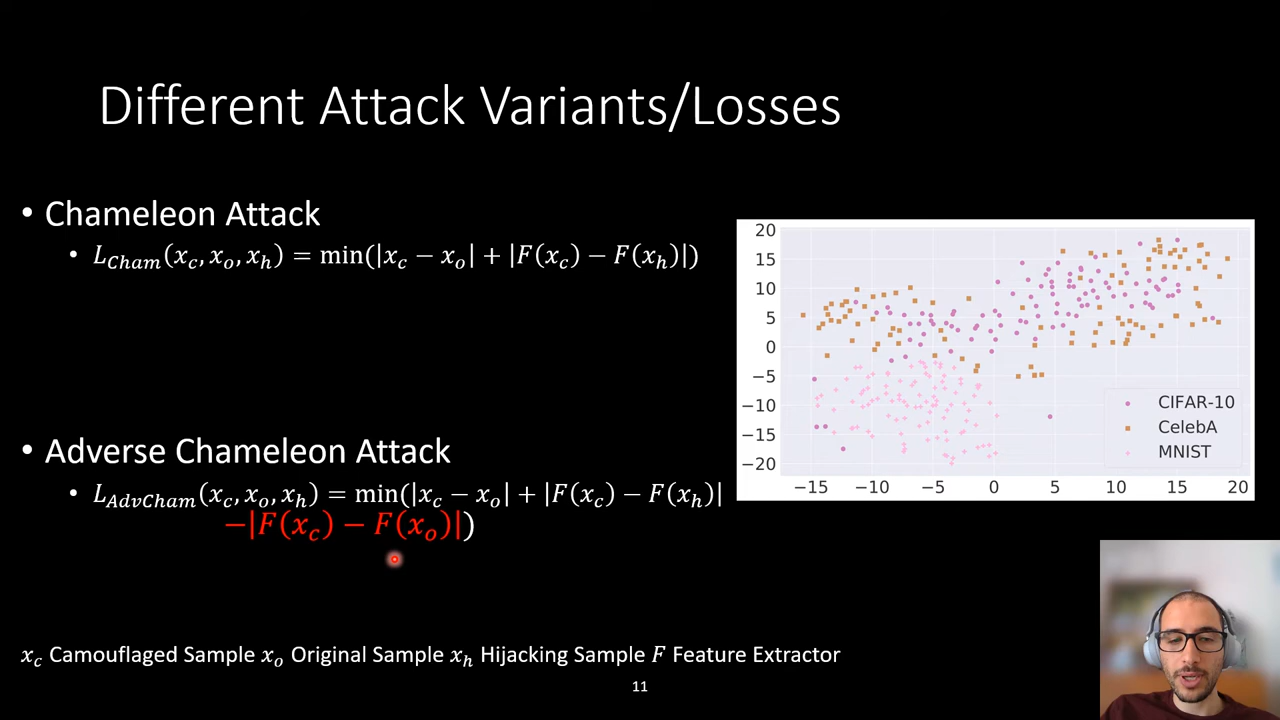 Different Attack Variants/Losses
• Chameleon Attack
• L_Cham(x_c, x_o, x_h) = min(|x_c − x_o| + |F(x_c) − F(x_h)|)
• Adverse Chameleon Attack
• L_AdvCham(x_c, x_o, x_h) = min(|x_c − x_o| + |F(x_c) − F(x_h)|
−|F(x_c) − F(x_o)|)
20
15
10
5
0
−5
−10
−15
−20
CIFAR-10
CelebA
MNIST
−15 −10 −5 0 5 10 15 20
x_c Camouflaged Sample x_o Original Sample x_h Hijacking Sample F Feature Extractor
11